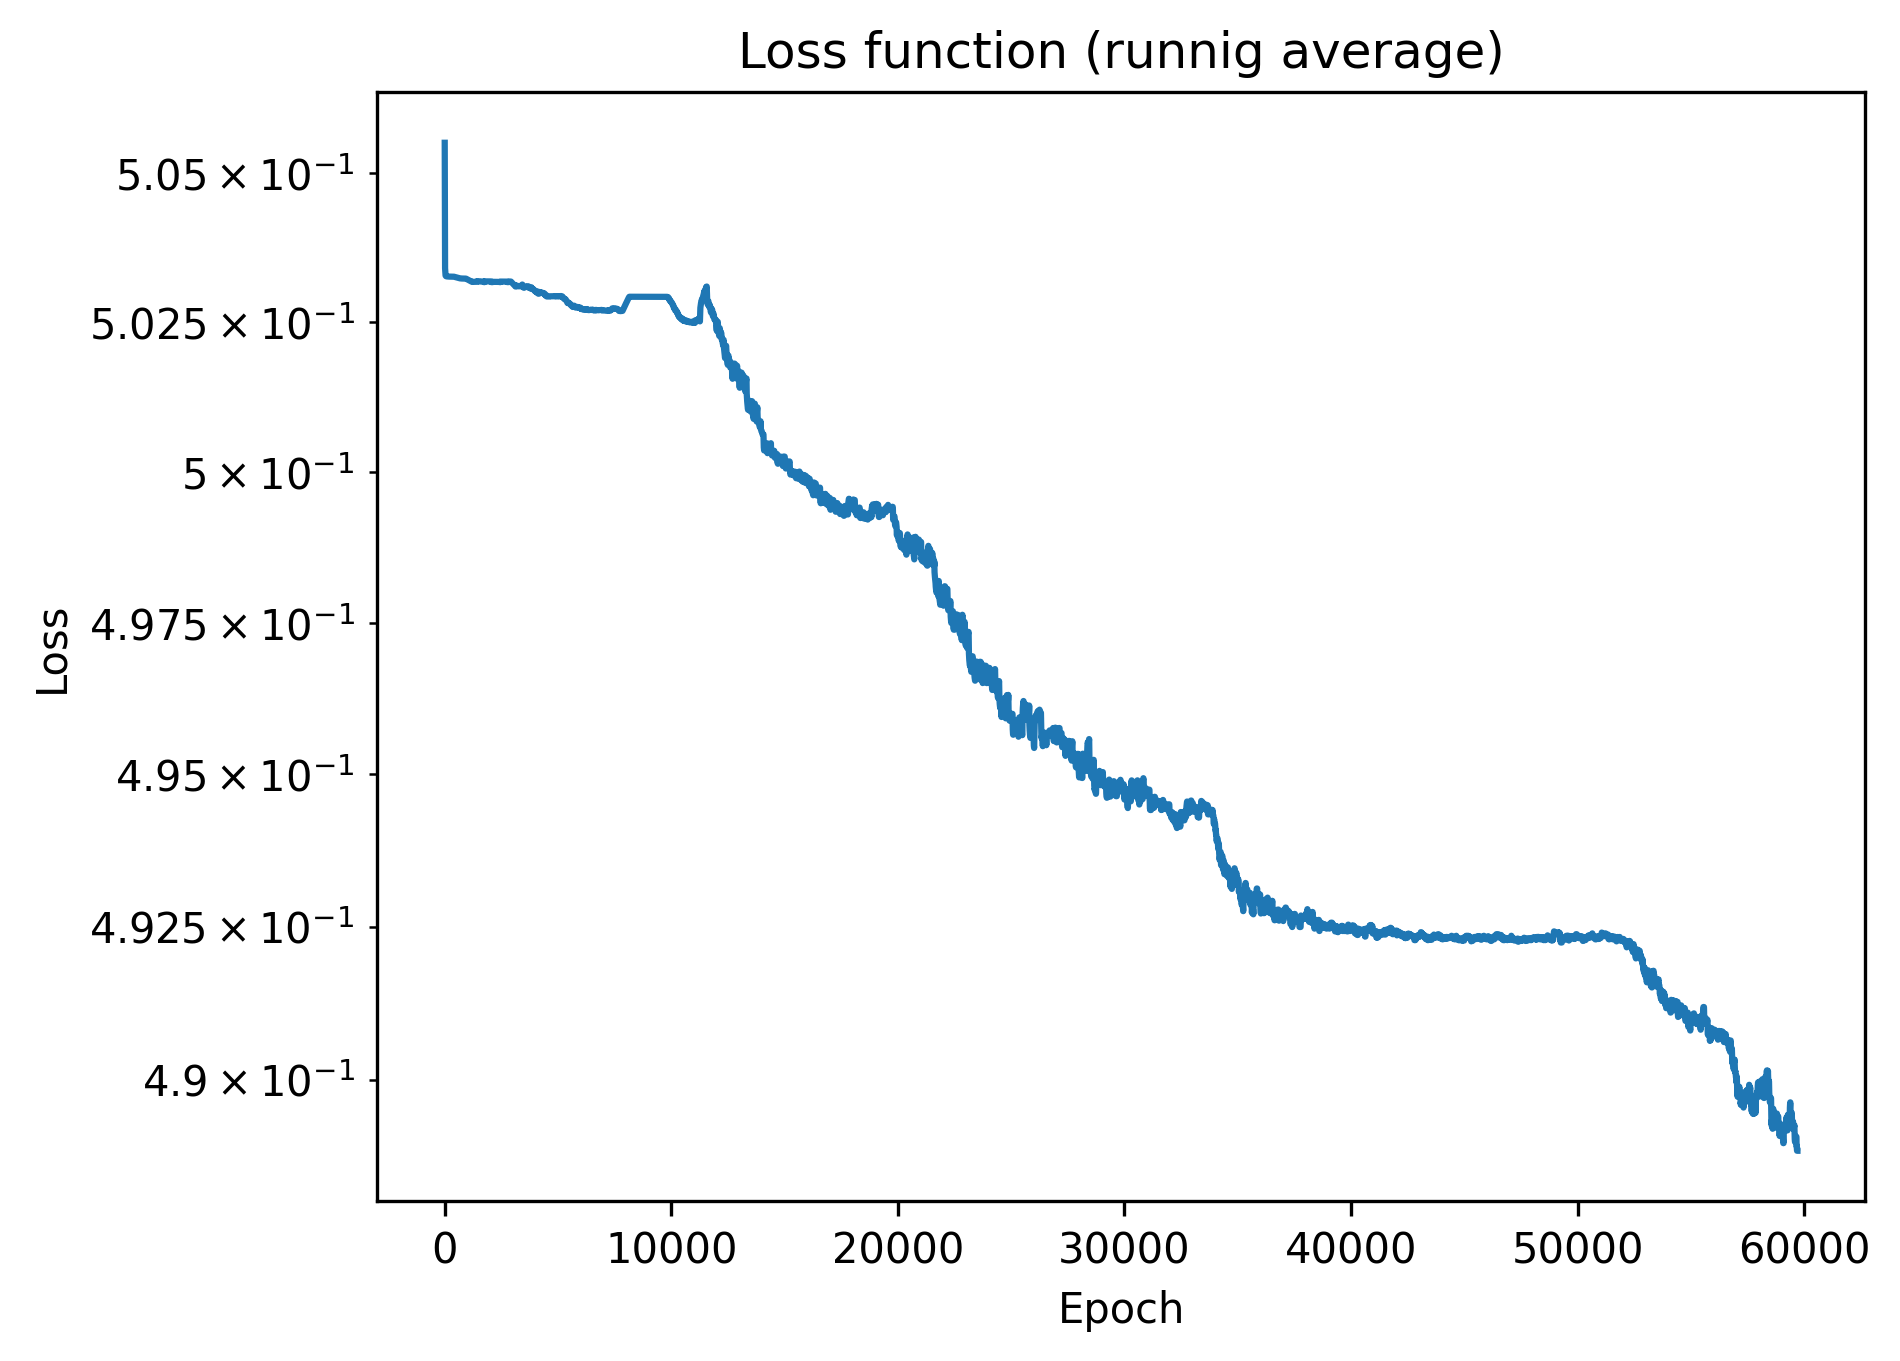 Loss function (runnig average)
5.05 × 10⁻¹
5.025 × 10⁻¹
5 × 10⁻¹
4.975 × 10⁻¹
4.95 × 10⁻¹
4.925 × 10⁻¹
4.9 × 10⁻¹
Loss
0 10000 20000 30000 40000 50000 60000
Epoch